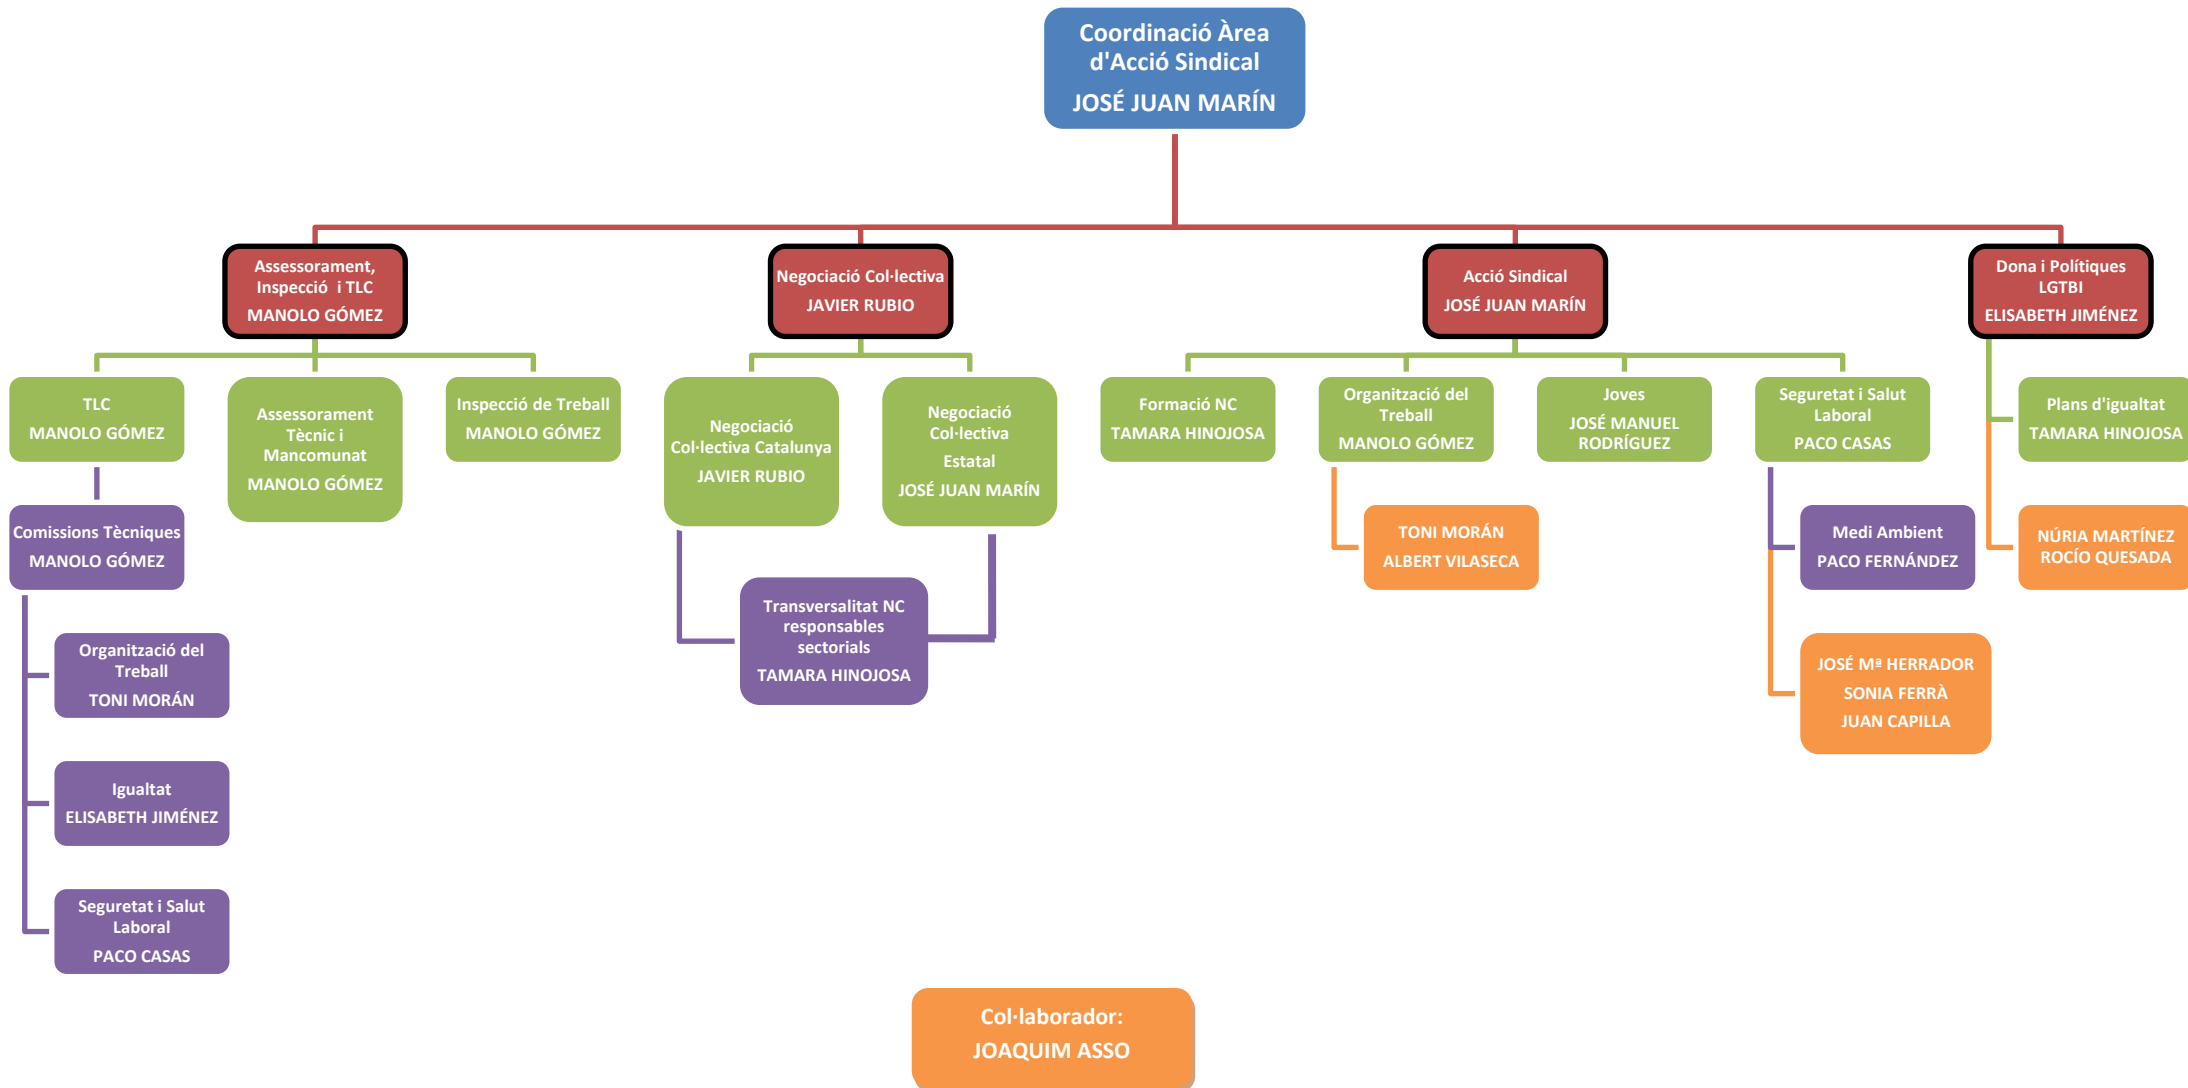 Coordinació Àrea
d'Acció Sindical
JOSÉ JUAN MARÍN
Assessorament,
Inspecció i TLC
MANOLO GÓMEZ
Negociació Col·lectiva
JAVIER RUBIO
Acció Sindical
JOSÉ JUAN MARÍN
Dona i Polítiques
LGTBI
ELISABETH JIMÉNEZ
TLC
MANOLO GÓMEZ
Assessorament
Tècnic i
Mancomunat
MANOLO GÓMEZ
Inspecció de Treball
MANOLO GÓMEZ
Negociació
Col·lectiva Catalunya
JAVIER RUBIO
Negociació
Col·lectiva
Estatal
JOSÉ JUAN MARÍN
Formació NC
TAMARA HINOJOSA
Organització del
Treball
MANOLO GÓMEZ
Joves
JOSÉ MANUEL
RODRÍGUEZ
Seguretat i Salut
Laboral
PACO CASAS
Plans d'igualtat
TAMARA HINOJOSA
Comissions Tècniques
MANOLO GÓMEZ
TONI MORÁN
ALBERT VILASECA
Medi Ambient
PACO FERNÁNDEZ
NÚRIA MARTÍNEZ
ROCÍO QUESADA
Transversalitat NC
responsables
sectorials
TAMARA HINOJOSA
Organització del
Treball
TONI MORÁN
JOSÉ Mª HERRADOR
SONIA FERRÀ
JUAN CAPILLA
Igualtat
ELISABETH JIMÉNEZ
Seguretat i Salut
Laboral
PACO CASAS
Col·laborador:
JOAQUIM ASSO